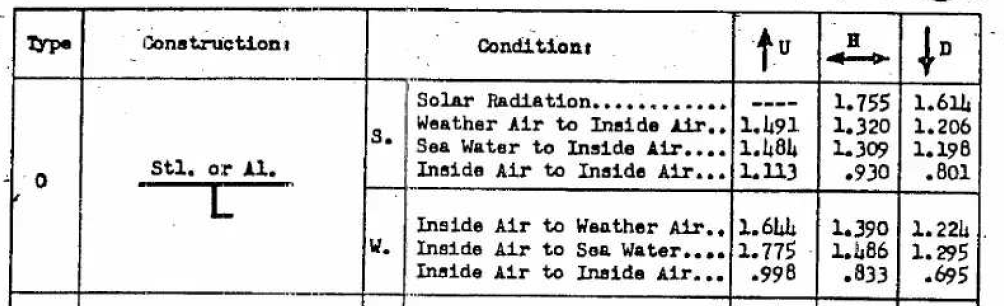 Type Construction: Condition: U H D
Solar Radiation............. ---- 1.755 1.614
Weather Air to Inside Air.. 1.491 1.320 1.206
S.
Sea Water to Inside Air.... 1.484 1.309 1.198
O Stl. or Al. Inside Air to Inside Air... 1.113 .930 .801
Inside Air to Weather Air.. 1.644 1.390 1.224
W. Inside Air to Sea Water.... 1.775 1.486 1.295
Inside Air to Inside Air... .998 .833 .695